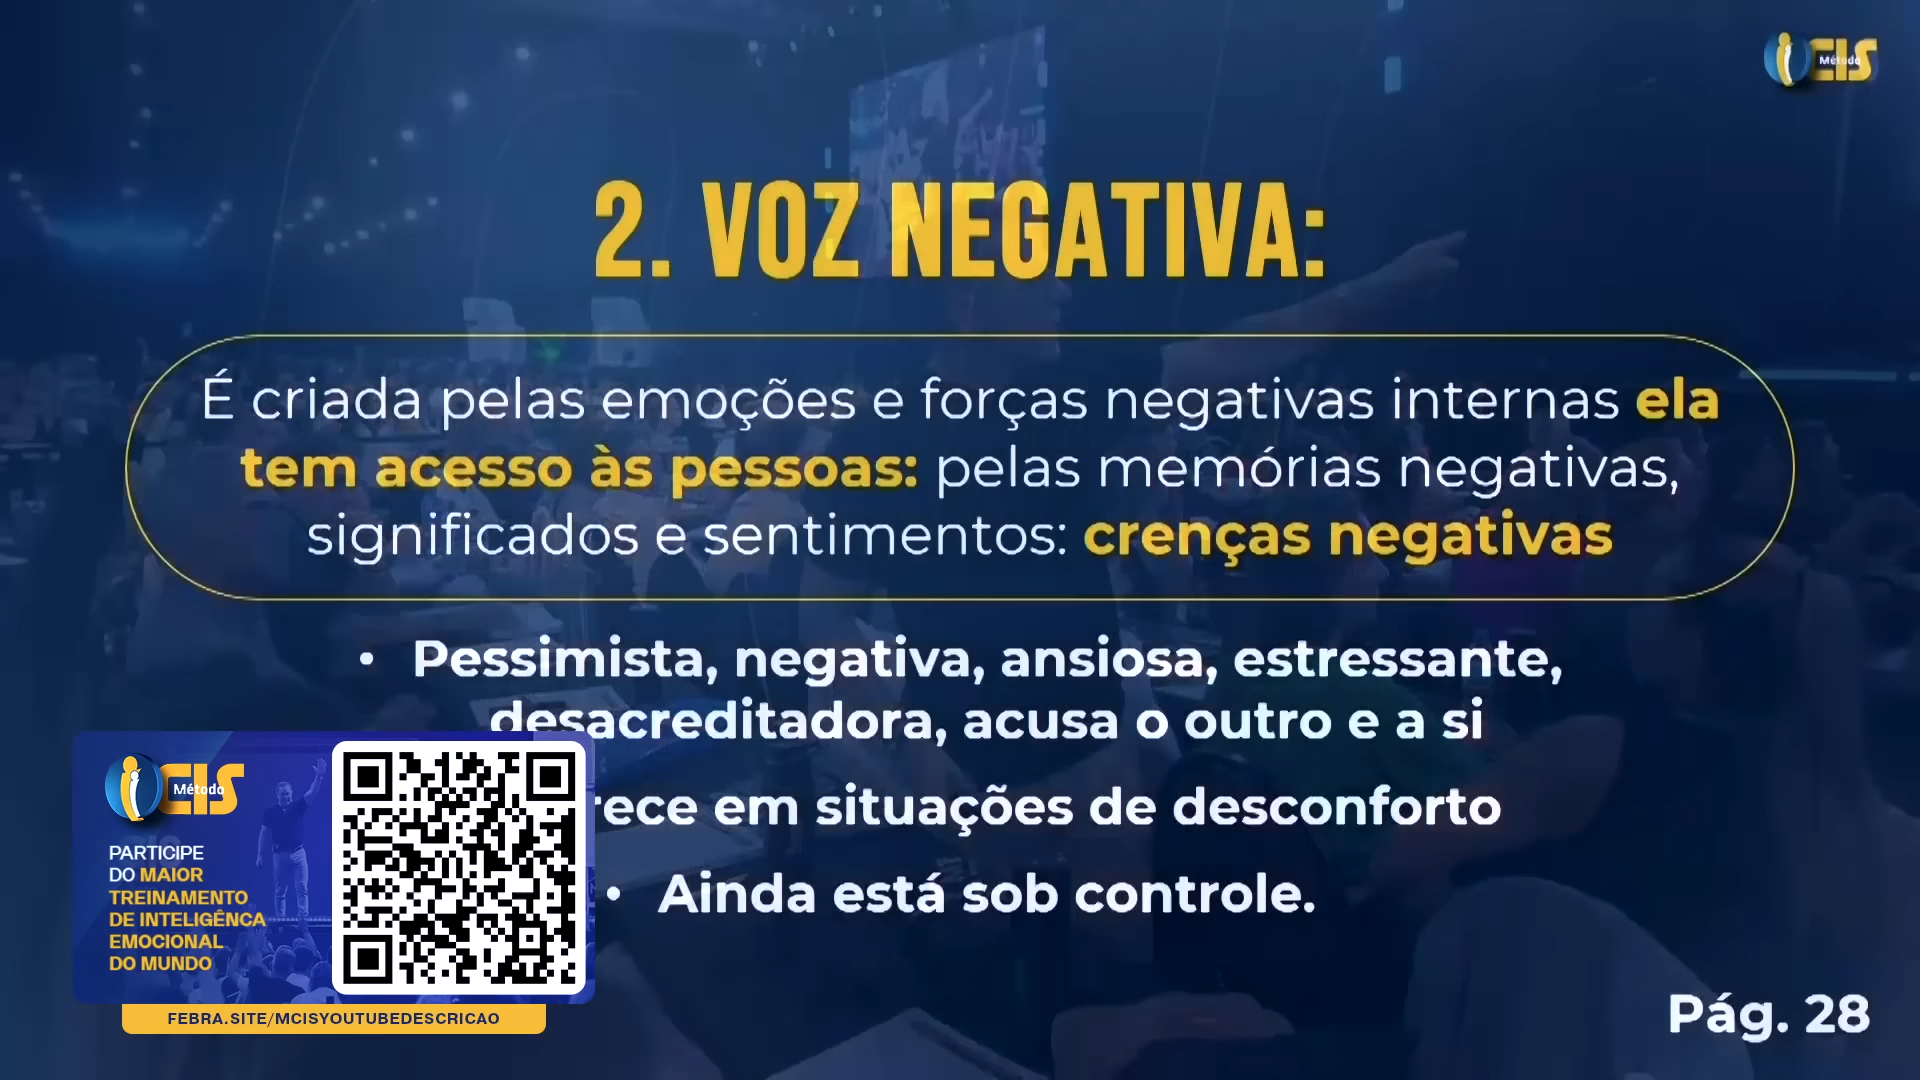 Método CIS
2. VOZ NEGATIVA:
É criada pelas emoções e forças negativas internas ela
tem acesso às pessoas: pelas memórias negativas,
significados e sentimentos: crenças negativas
• Pessimista, negativa, ansiosa, estressante,
desacreditadora, acusa o outro e a si
rece em situações de desconforto
• Ainda está sob controle.
Método CIS
PARTICIPE
DO MAIOR
TREINAMENTO
DE INTELIGÊNCA
EMOCIONAL
DO MUNDO
FEBRA.SITE/MCISYOUTUBEDESCRICAO
Pág. 28